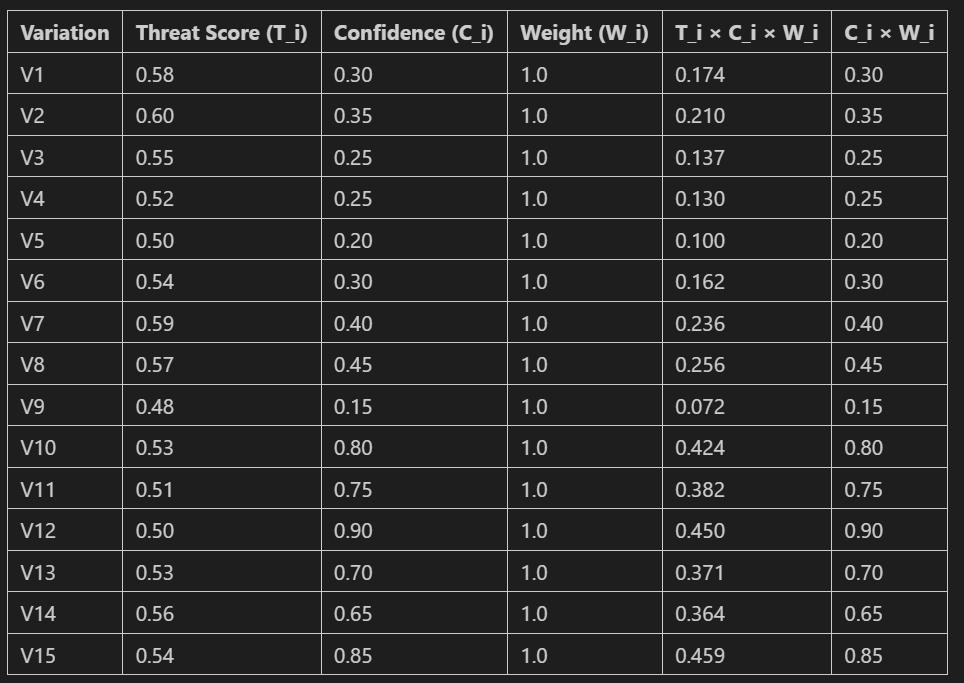 Variation Threat Score (T_i) Confidence (C_i) Weight (W_i) T_i × C_i × W_i C_i × W_i
V1 0.58 0.30 1.0 0.174 0.30
V2 0.60 0.35 1.0 0.210 0.35
V3 0.55 0.25 1.0 0.137 0.25
V4 0.52 0.25 1.0 0.130 0.25
V5 0.50 0.20 1.0 0.100 0.20
V6 0.54 0.30 1.0 0.162 0.30
V7 0.59 0.40 1.0 0.236 0.40
V8 0.57 0.45 1.0 0.256 0.45
V9 0.48 0.15 1.0 0.072 0.15
V10 0.53 0.80 1.0 0.424 0.80
V11 0.51 0.75 1.0 0.382 0.75
V12 0.50 0.90 1.0 0.450 0.90
V13 0.53 0.70 1.0 0.371 0.70
V14 0.56 0.65 1.0 0.364 0.65
V15 0.54 0.85 1.0 0.459 0.85